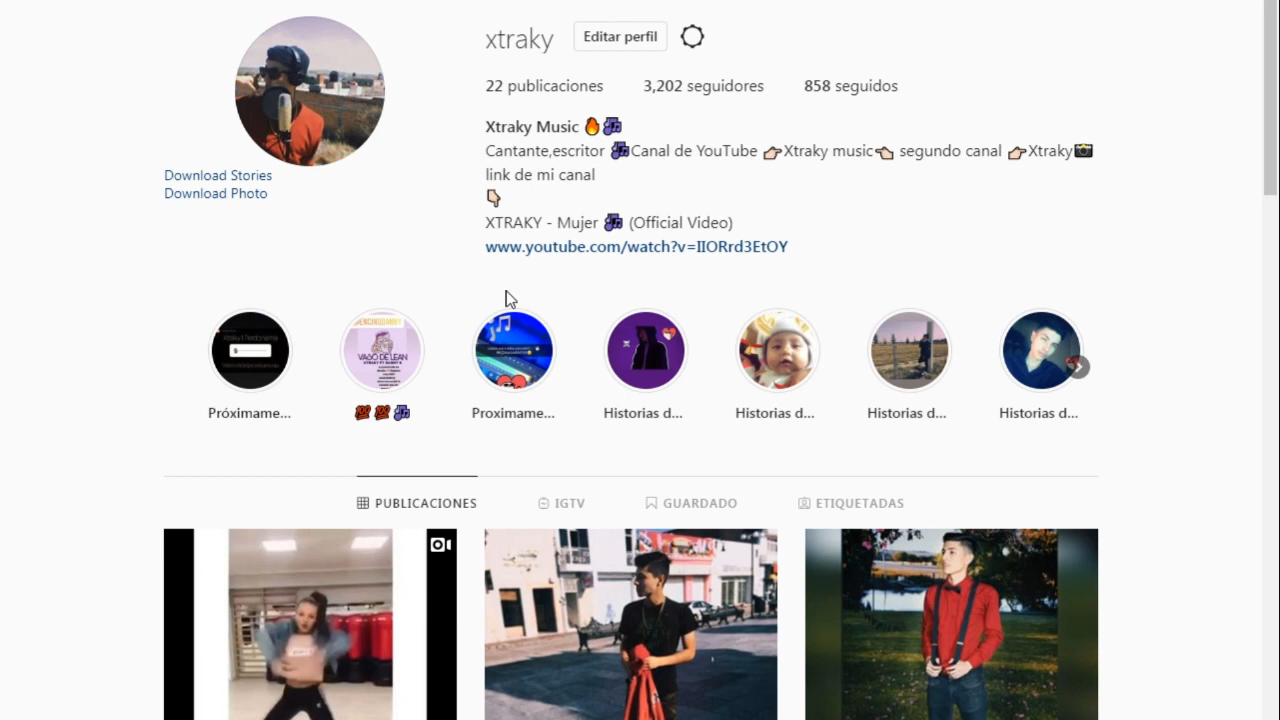 xtraky
Editar perfil
22 publicaciones 3,202 seguidores 858 seguidos
Xtraky Music 🔥🎶
Cantante,escritor 🎶Canal de YouTube 👉Xtraky music👈 segundo canal 👉Xtraky📸
link de mi canal
👇
XTRAKY - Mujer 🎶 (Official Video)
www.youtube.com/watch?v=IIORrd3EtOY
Download Stories
Download Photo
VAGO DE LEAN
Próximame...
💯 💯 🎶
Proximame...
Historias d...
Historias d...
Historias d...
Historias d...
PUBLICACIONES
IGTV
GUARDADO
ETIQUETADAS